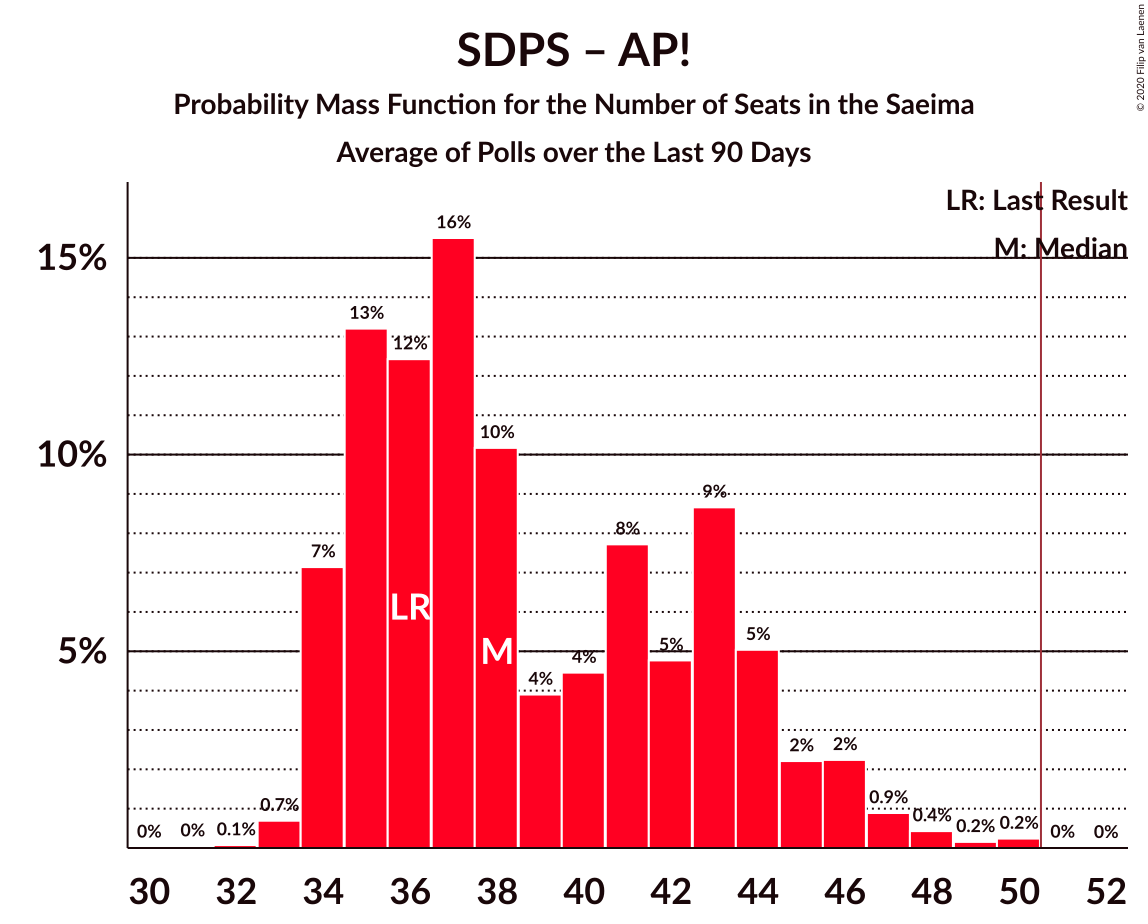 © 2020 Filip van Laenen
SDPS – AP!
Probability Mass Function for the Number of Seats in the Saeima
Average of Polls over the Last 90 Days
LR: Last Result
M: Median
15%
10%
5%
0%
0%
0.1%
0.7%
7%
13%
12%
16%
10%
4%
4%
8%
5%
9%
5%
2%
2%
0.9%
0.4%
0.2%
0.2%
0%
0%
LR
M
30 32 34 36 38 40 42 44 46 48 50 52